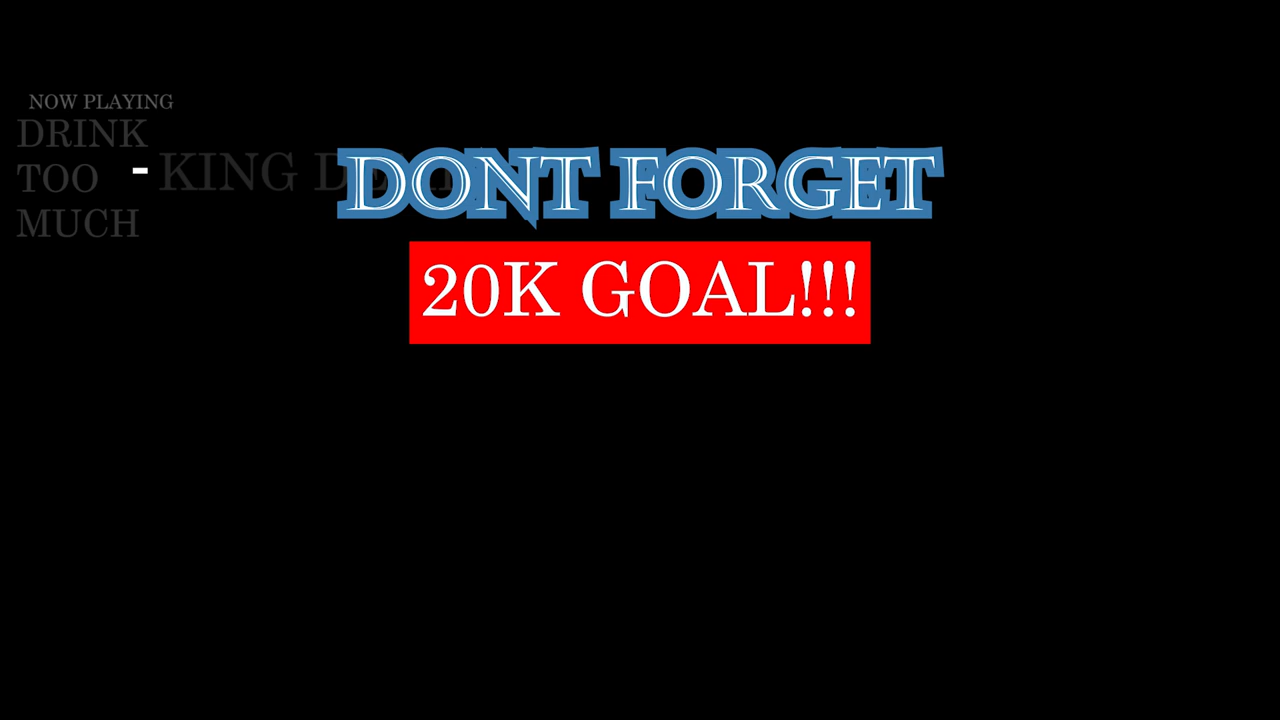 NOW PLAYING
DRINK
TOO
MUCH
- KING
DONT FORGET
20K GOAL!!!